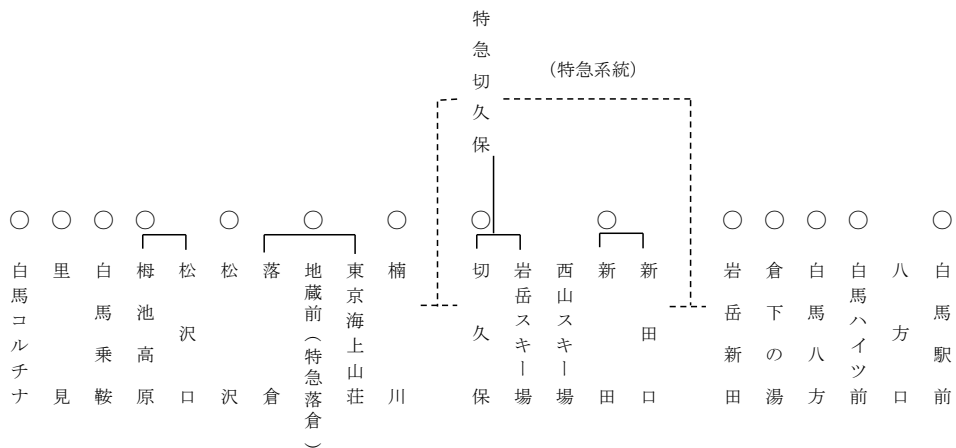 特急切久保
（特急系統）
白馬コルチナ
里見
白馬乗鞍
栂池高原
松沢口
松沢
落倉
地蔵前（特急落倉）
東京海上山荘
楠川
切久保
岩岳スキー場
西山スキー場
新田
新田口
岩岳新田
倉下の湯
白馬八方
白馬ハイツ前
八方口
白馬駅前